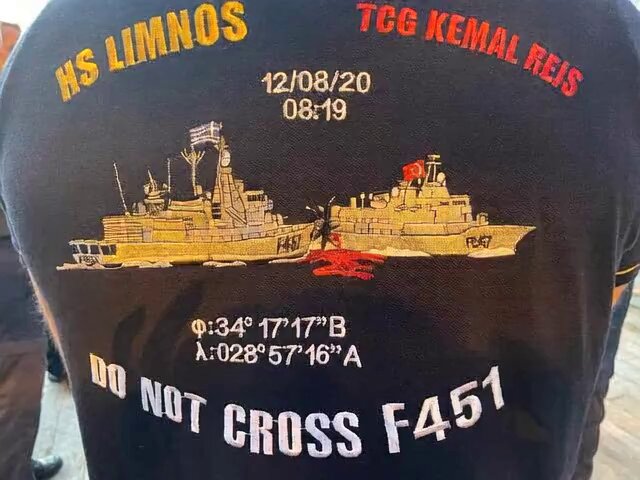 HS LIMNOS
TCG KEMAL REIS
12/08/20
08:19
F451
φ:34° 17'17"B
λ:028° 57'16"A
DO NOT CROSS F451